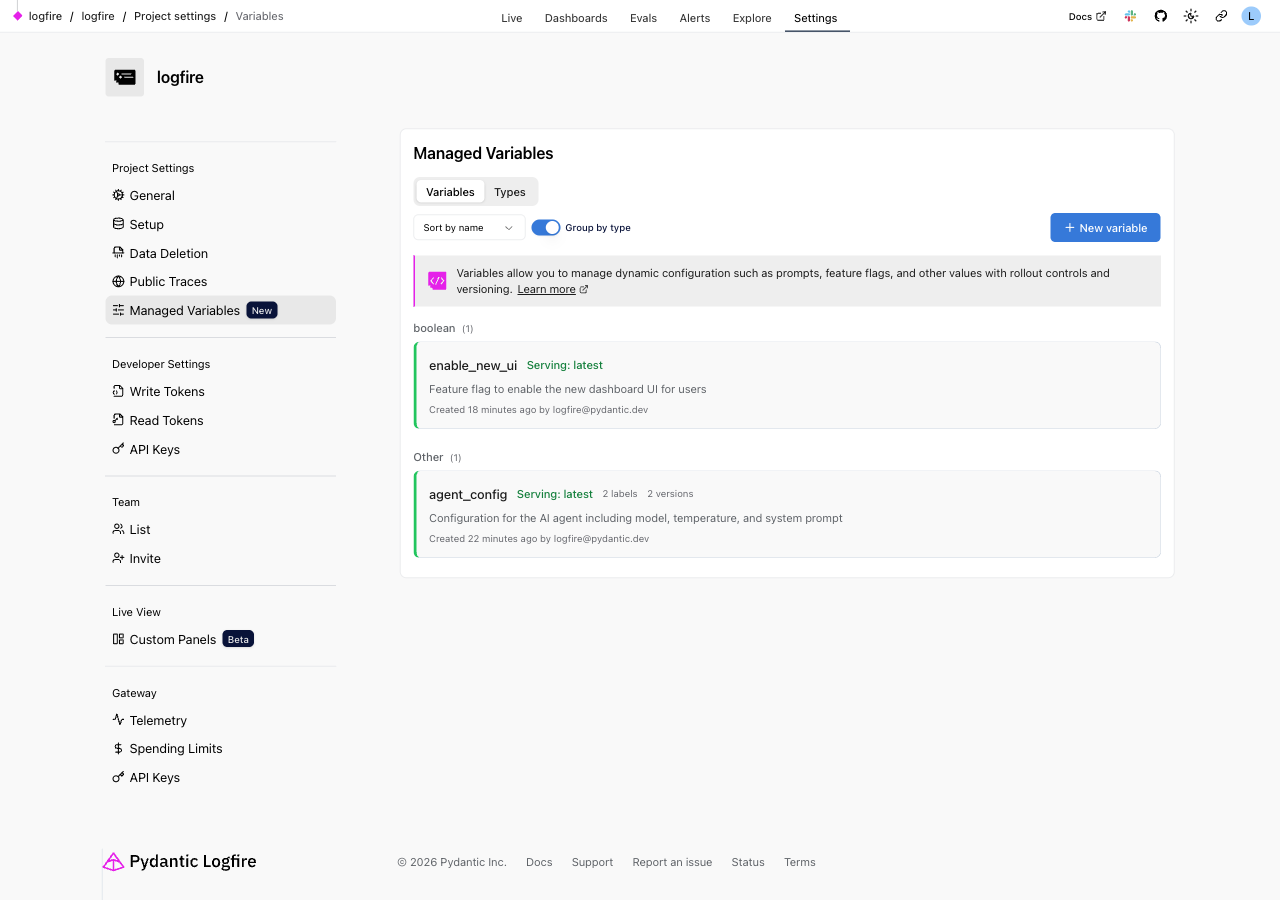 logfire / logfire / Project settings / Variables
Live Dashboards Evals Alerts Explore Settings
Docs
L
logfire
Project Settings
General
Setup
Data Deletion
Public Traces
Managed Variables New
Developer Settings
Write Tokens
Read Tokens
API Keys
Team
List
Invite
Live View
Custom Panels Beta
Gateway
Telemetry
Spending Limits
API Keys
Managed Variables
Variables Types
Sort by name Group by type
New variable
Variables allow you to manage dynamic configuration such as prompts, feature flags, and other values with rollout controls and
versioning. Learn more
boolean (1)
enable_new_ui Serving: latest
Feature flag to enable the new dashboard UI for users
Created 18 minutes ago by logfire@pydantic.dev
Other (1)
agent_config Serving: latest 2 labels 2 versions
Configuration for the AI agent including model, temperature, and system prompt
Created 22 minutes ago by logfire@pydantic.dev
Pydantic Logfire
© 2026 Pydantic Inc. Docs Support Report an issue Status Terms